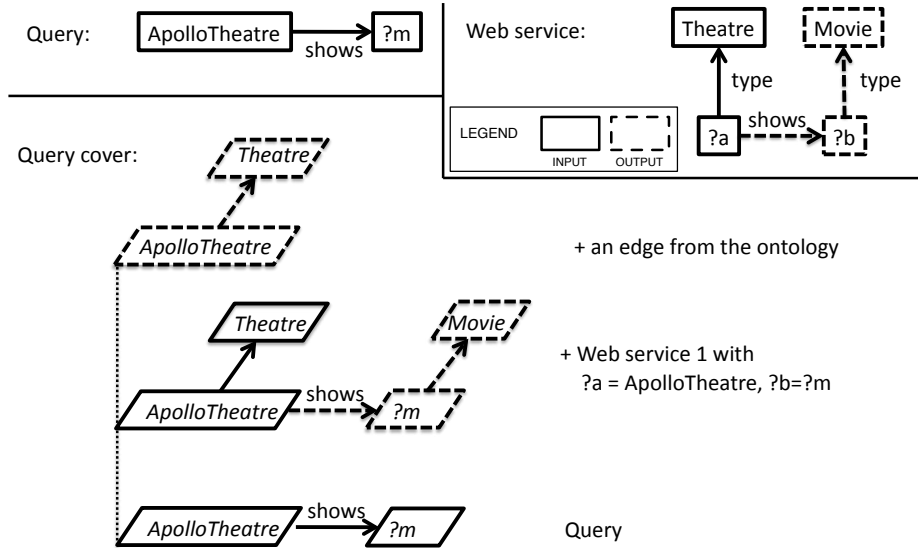 Query:
ApolloTheatre
?m
shows
Web service:
Theatre
Movie
type
type
shows
?a
?b
LEGEND
INPUT
OUTPUT
Query cover:
Theatre
ApolloTheatre
+ an edge from the ontology
Theatre
Movie
+ Web service 1 with
?a = ApolloTheatre, ?b=?m
shows
ApolloTheatre
?m
shows
ApolloTheatre
?m
Query